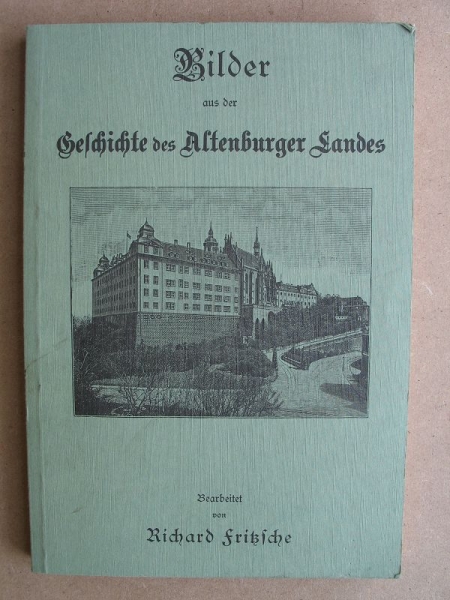 Bilder
aus der
Geſchichte des Altenburger Landes
Bearbeitet
von
Richard Fritzſche